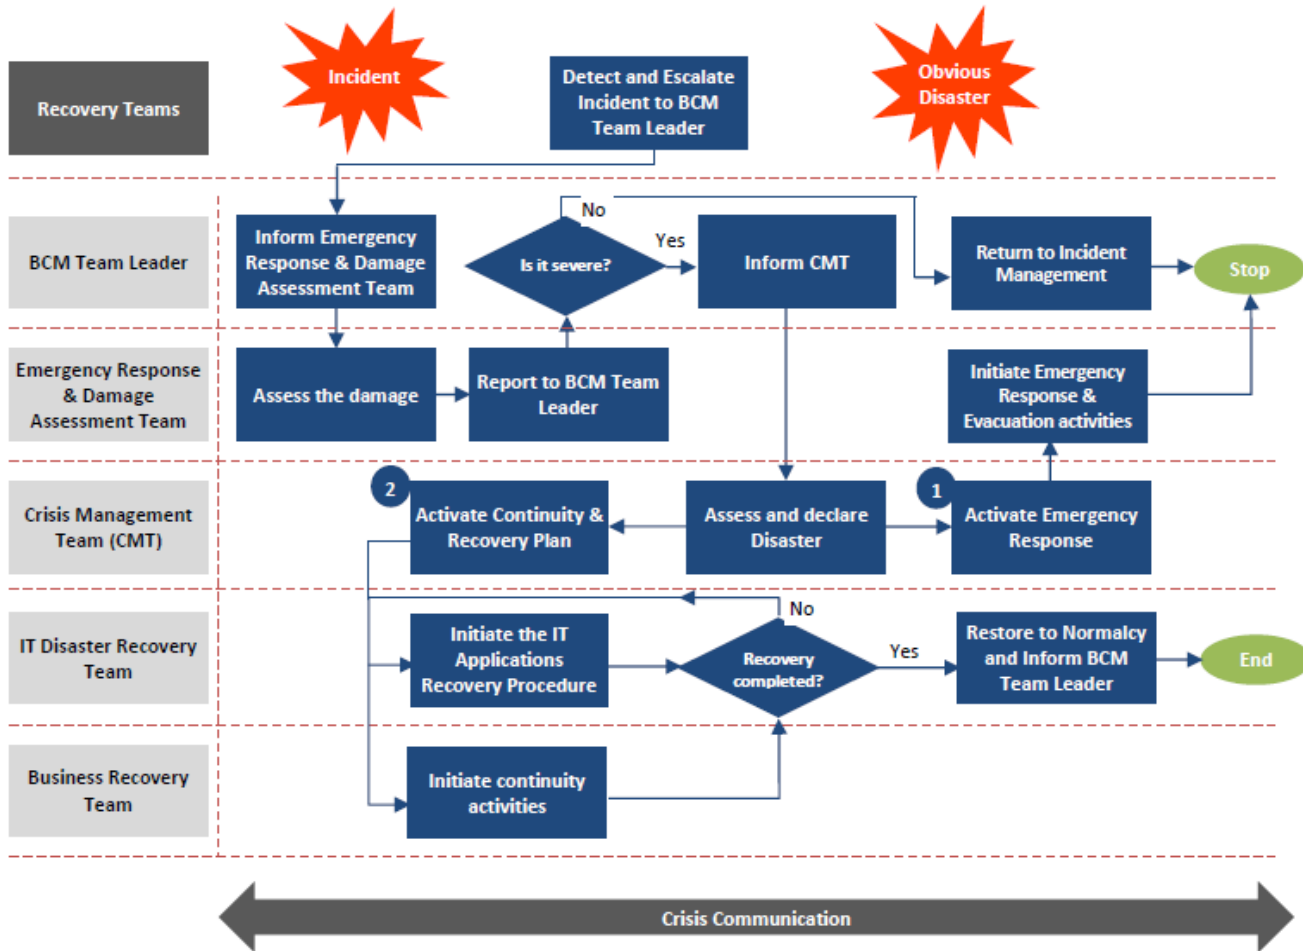 Recovery Teams
Incident
Detect and Escalate
Incident to BCM
Team Leader
Obvious
Disaster
BCM Team Leader
Inform Emergency
Response & Damage
Assessment Team
Is it severe?
No
Yes
Inform CMT
Return to Incident
Management
Stop
Emergency Response
& Damage
Assessment Team
Assess the damage
Report to BCM Team
Leader
Initiate Emergency
Response &
Evacuation activities
Crisis Management
Team (CMT)
2
Activate Continuity &
Recovery Plan
Assess and declare
Disaster
1
Activate Emergency
Response
IT Disaster Recovery
Team
Initiate the IT
Applications
Recovery Procedure
No
Recovery
completed?
Yes
Restore to Normalcy
and Inform BCM
Team Leader
End
Business Recovery
Team
Initiate continuity
activities
Crisis Communication